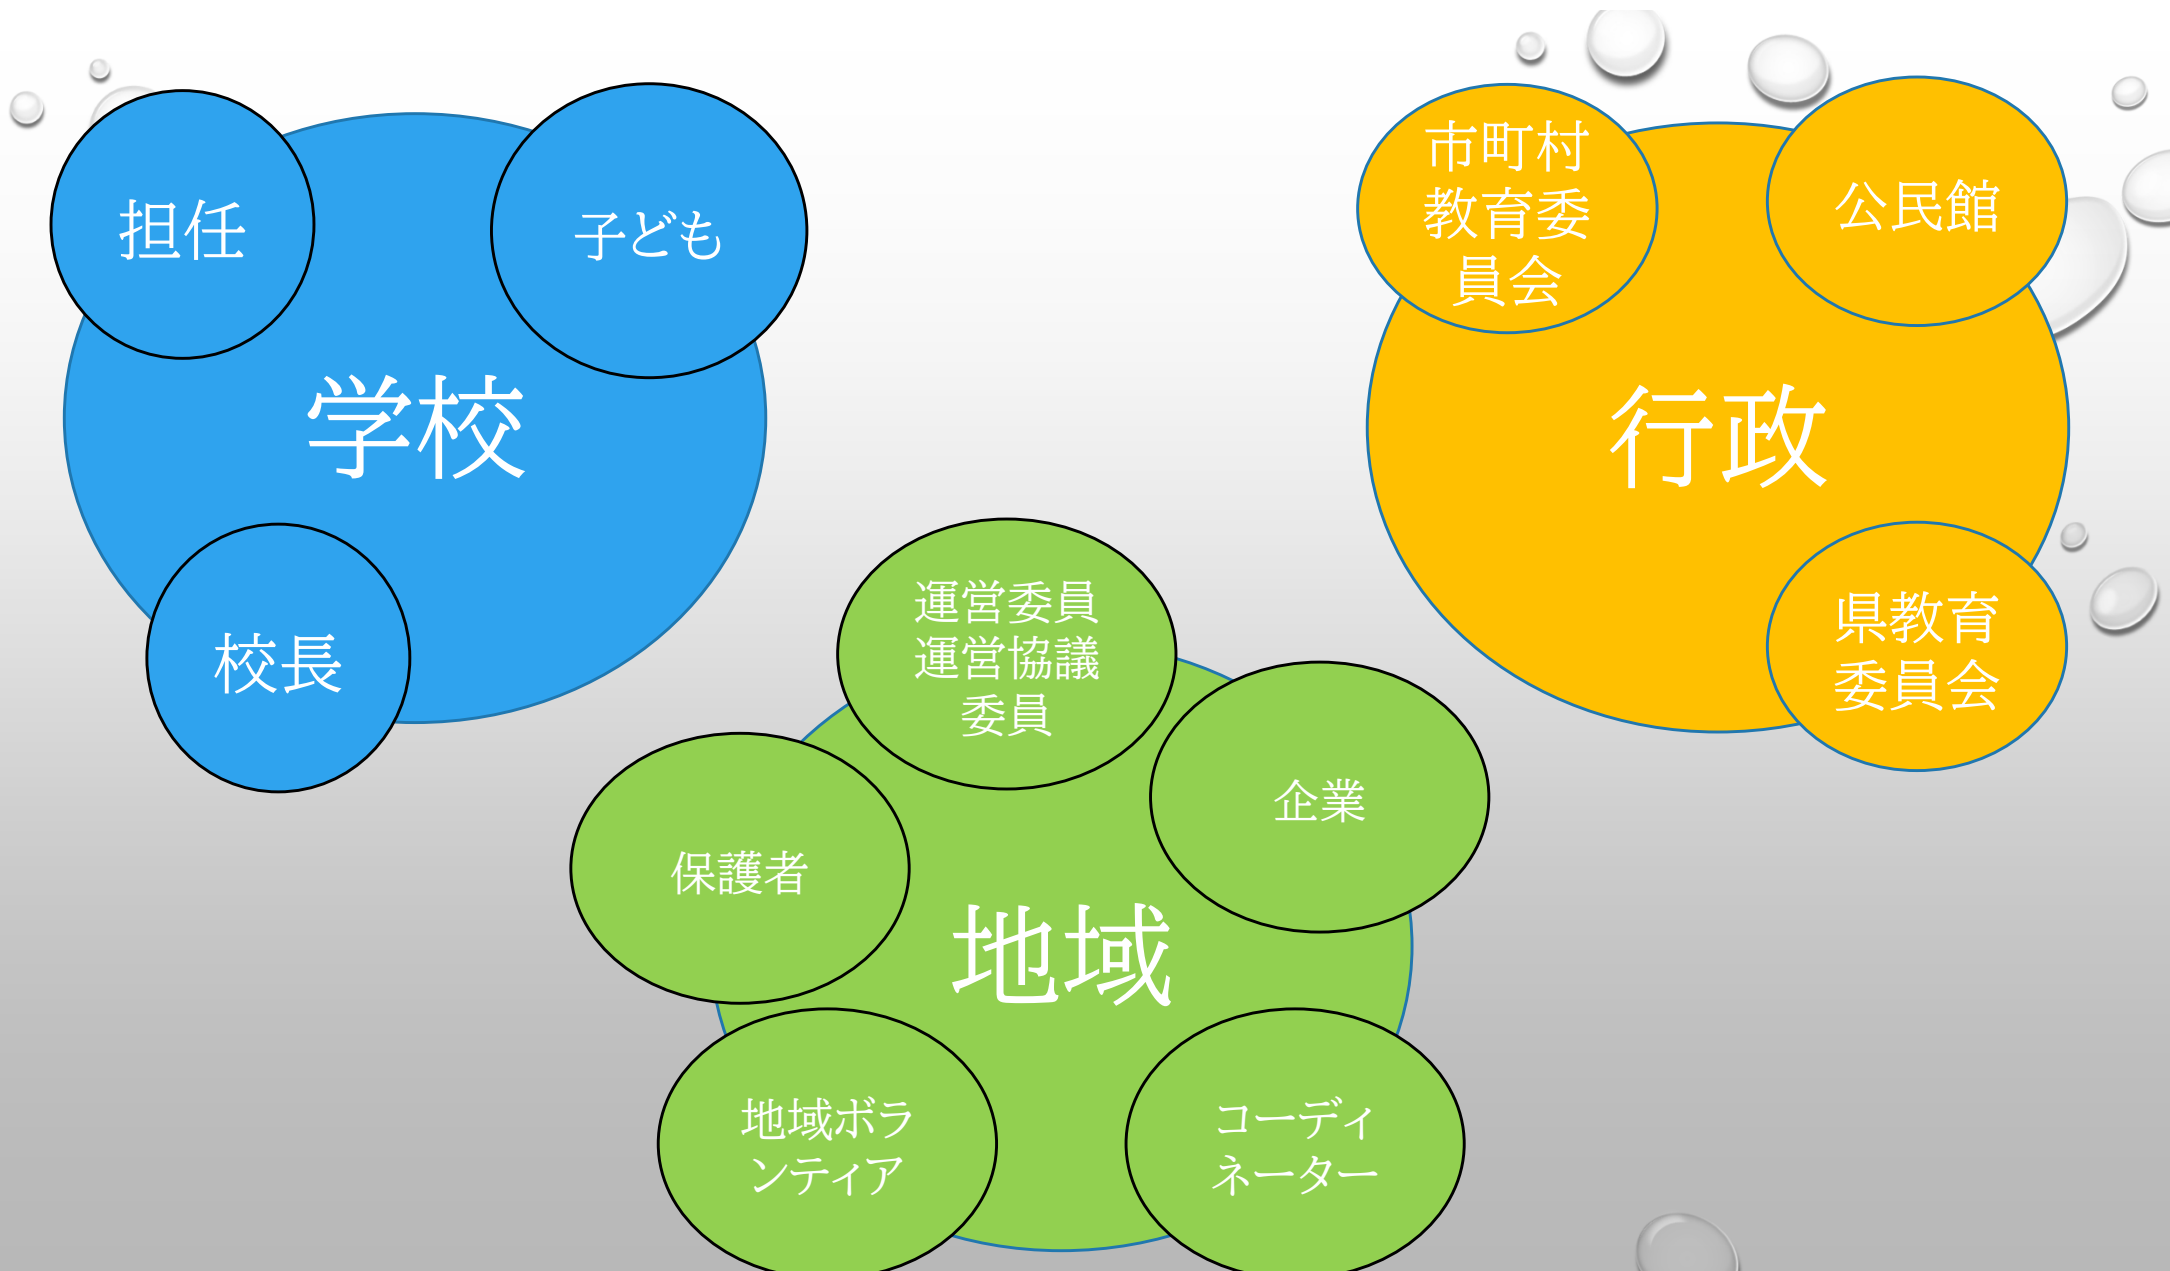 担任
子ども
学校
校長
市町村
教育委
員会
公民館
行政
県教育
委員会
運営委員
運営協議
委員
企業
保護者
地域
地域ボラ
ンティア
コーディ
ネーター